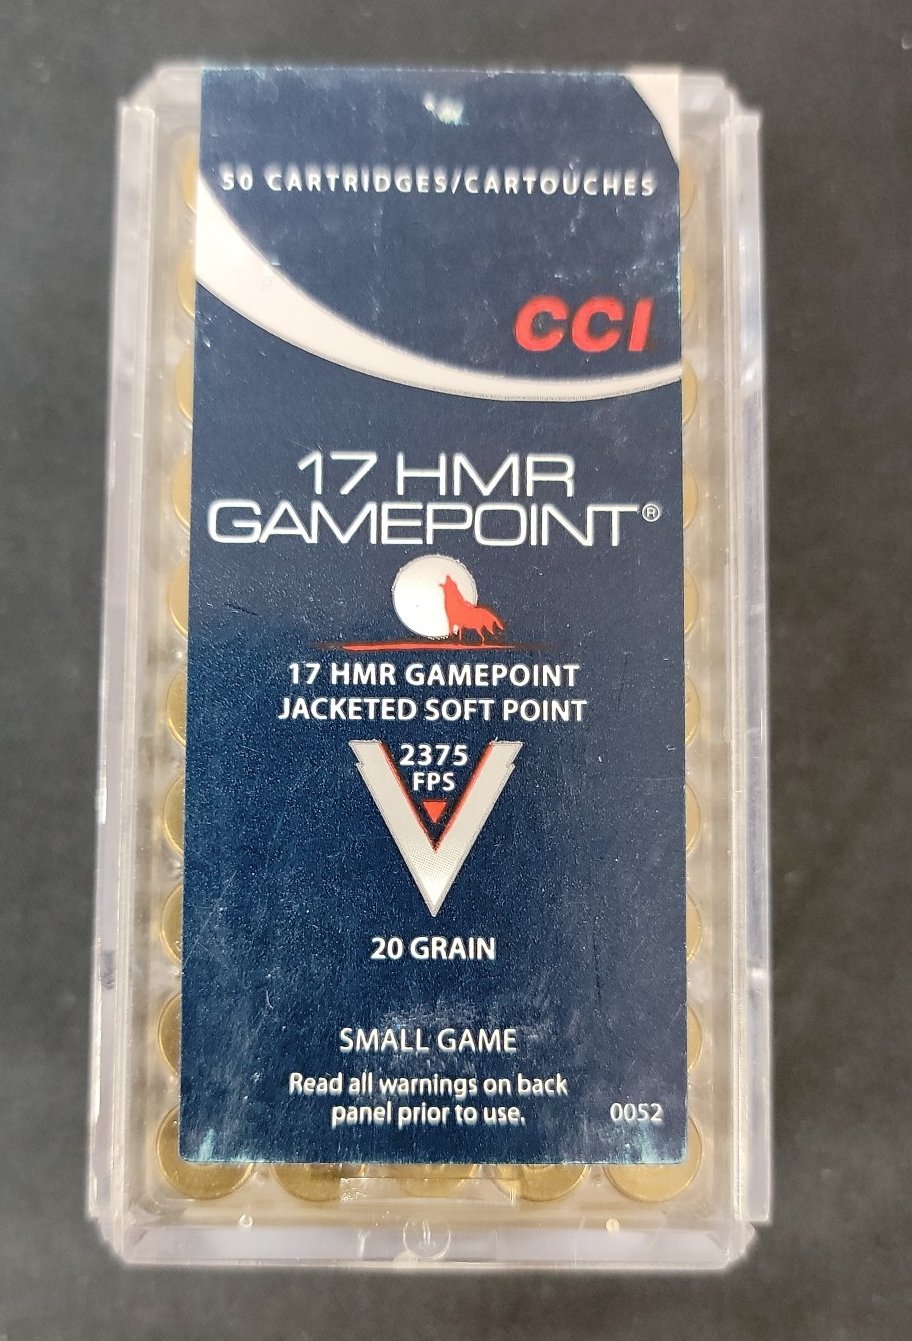 50 CARTRIDGES/CARTOUCHES
CCI
17 HMR
GAMEPOINT®
17 HMR GAMEPOINT
JACKETED SOFT POINT
2375
FPS
20 GRAIN
SMALL GAME
Read all warnings on back
panel prior to use.
0052